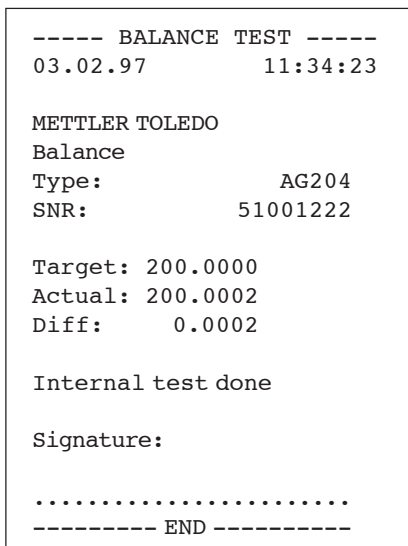 ----- BALANCE TEST -----
03.02.97 11:34:23
METTLER TOLEDO
Balance
Type: AG204
SNR: 51001222
Target: 200.0000
Actual: 200.0002
Diff: 0.0002
Internal test done
Signature:
........................
--------- END ----------